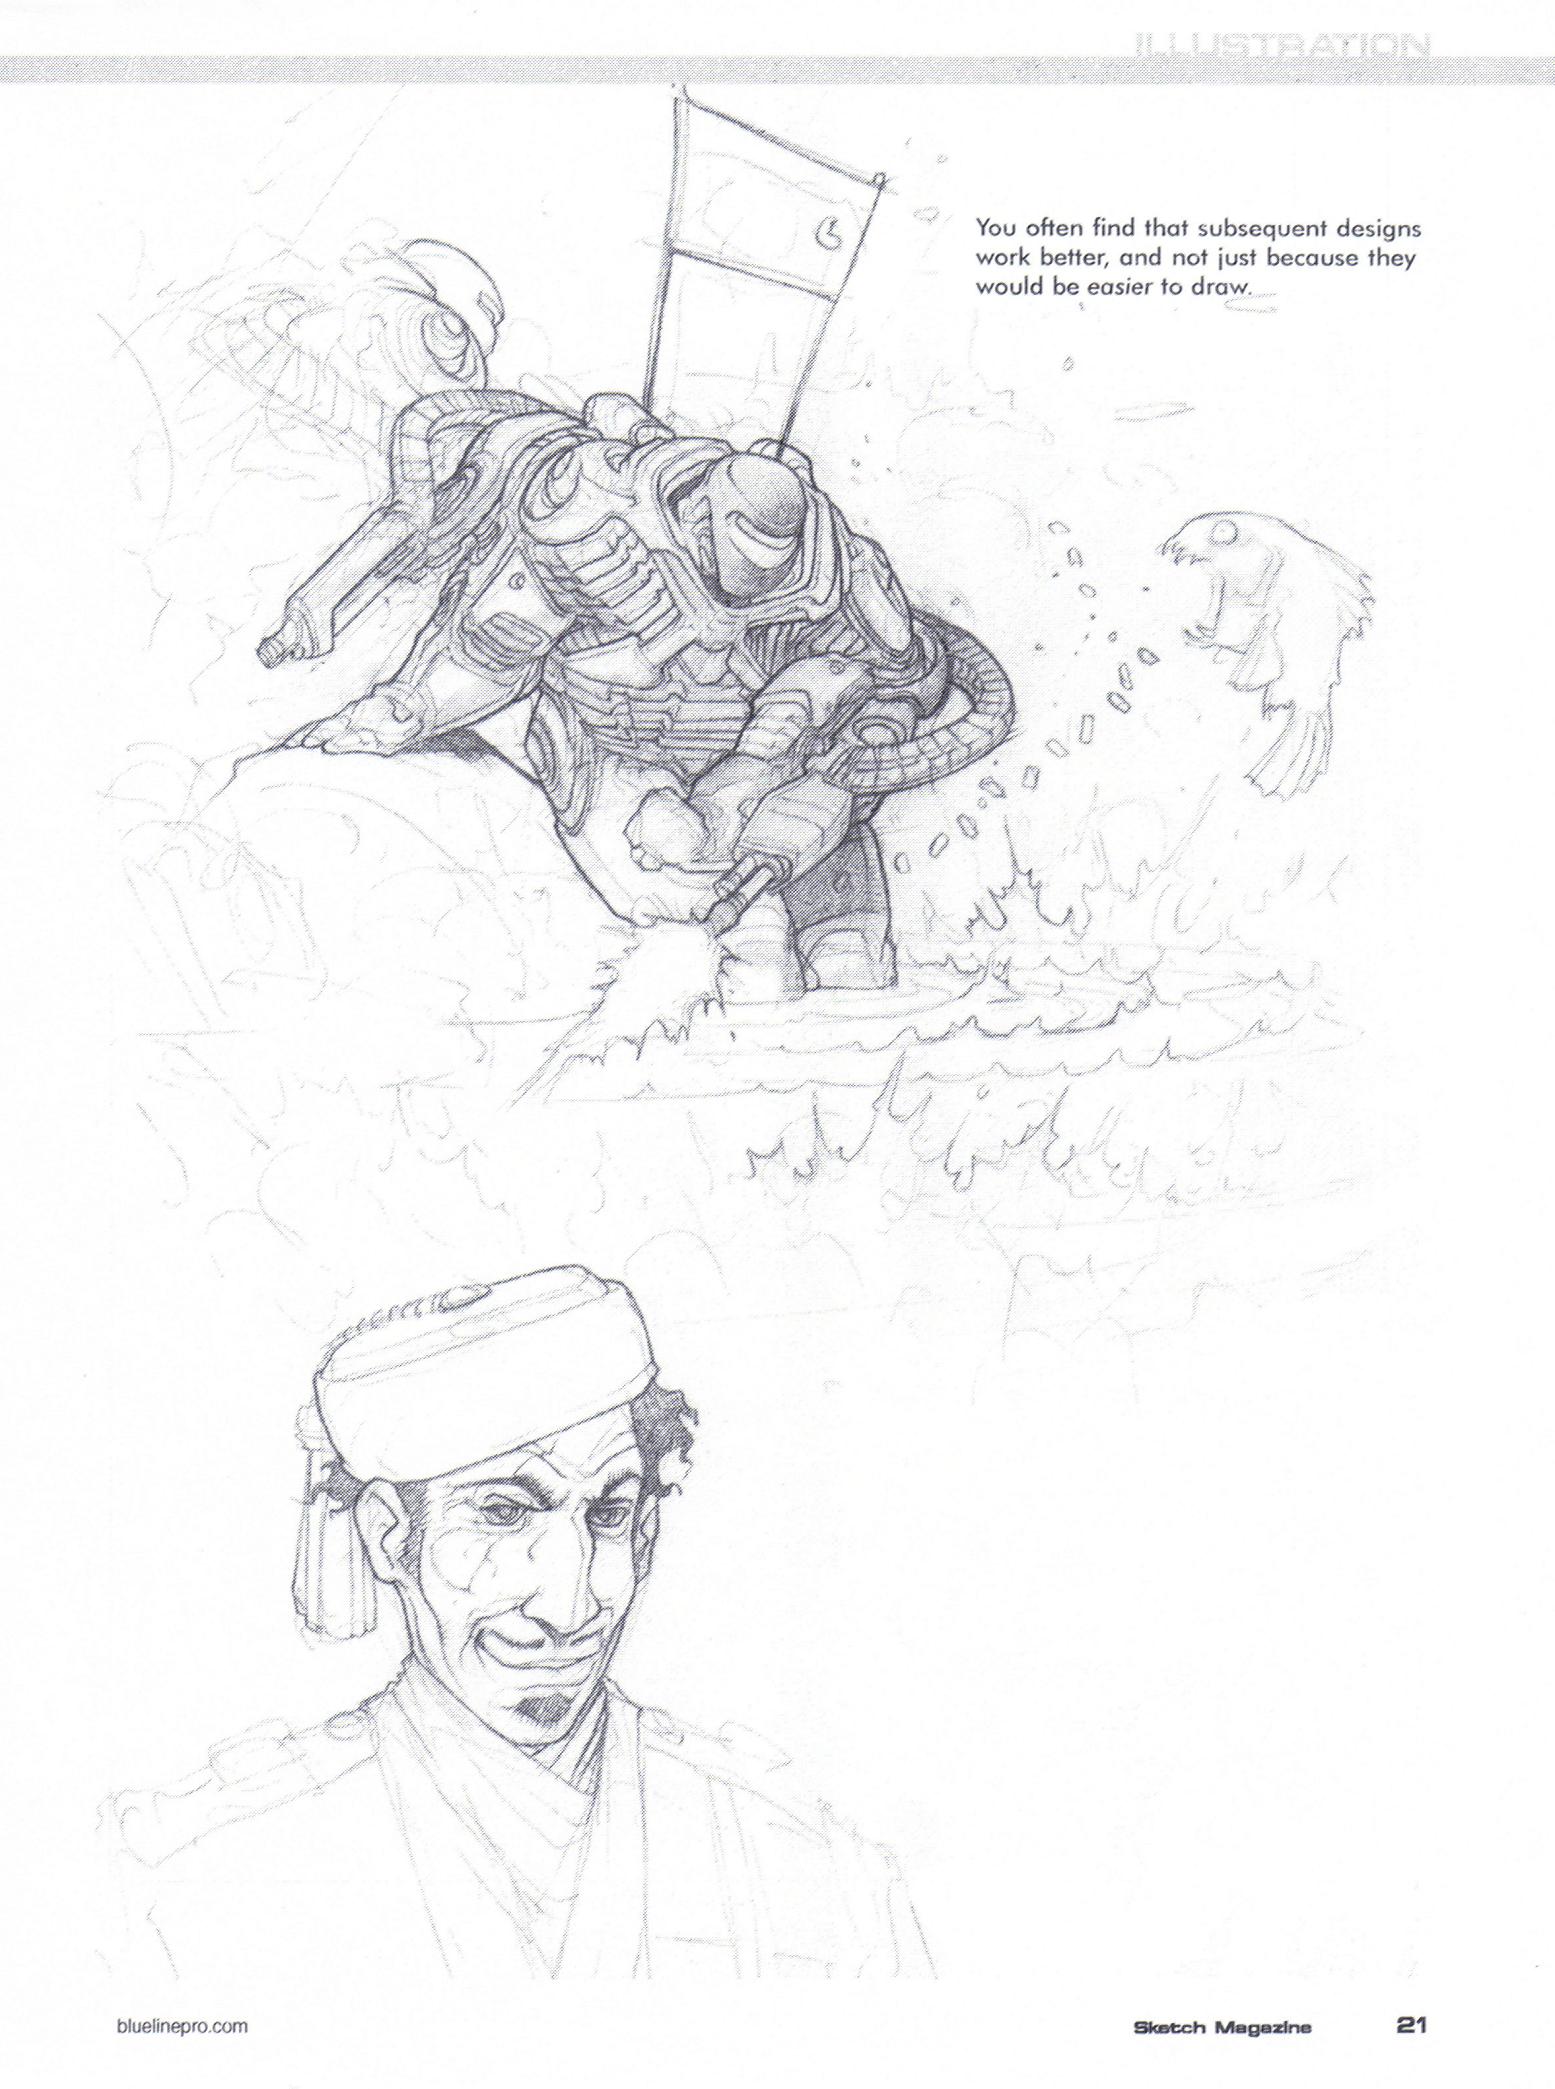 ILLUSTRATION
You often find that subsequent designs
work better, and not just because they
would be easier to draw.
bluelinepro.com
Sketch Magazine 21